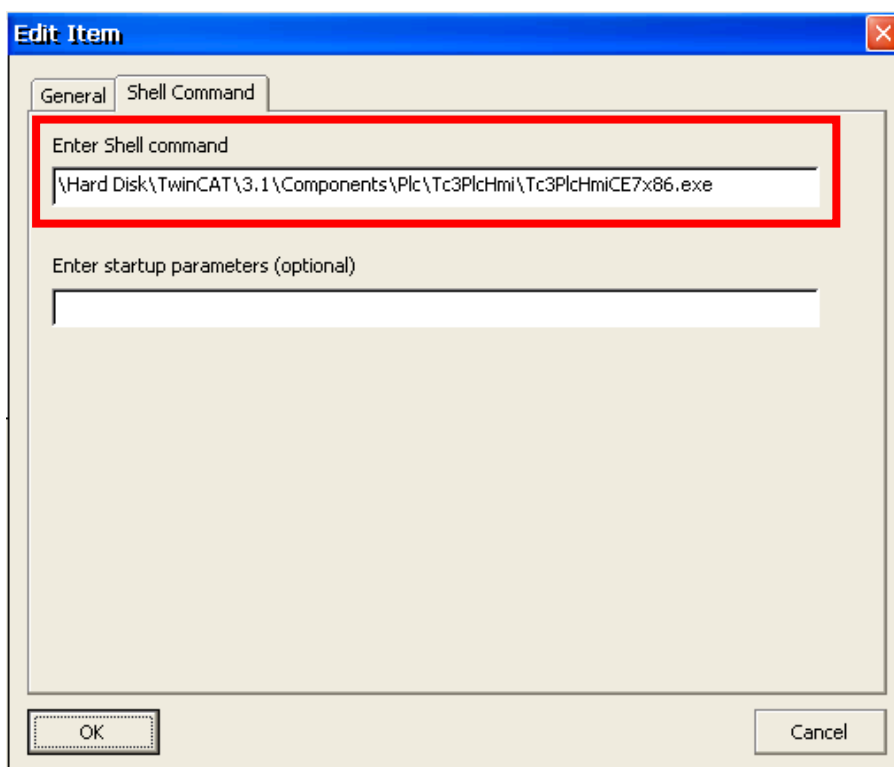 Edit Item
General
Shell Command
Enter Shell command
\Hard Disk\TwinCAT\3.1\Components\Plc\Tc3PlcHmi\Tc3PlcHmiCE7x86.exe
Enter startup parameters (optional)
OK
Cancel